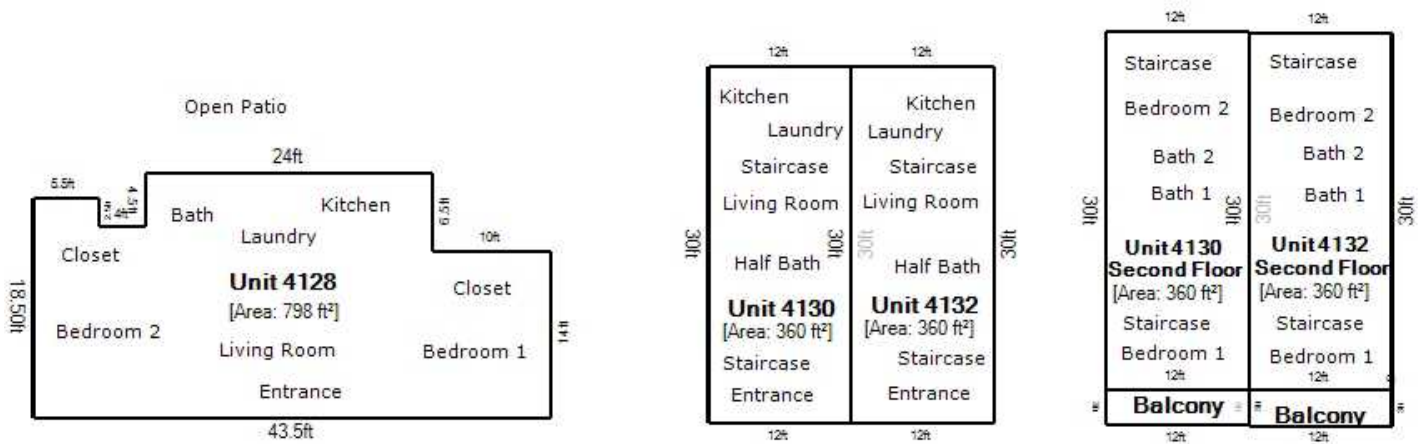 Open Patio
24ft
5.5ft
4.5ft
2.5ft
4ft
6.5ft
10ft
18.50ft
14ft
43.5ft
Bath
Kitchen
Laundry
Closet
Unit 4128
[Area: 798 ft²]
Closet
Bedroom 2
Living Room
Bedroom 1
Entrance
12ft
12ft
Kitchen
Kitchen
Laundry
Laundry
Staircase
Staircase
Living Room
Living Room
30ft
30ft
30ft
30ft
Half Bath
Half Bath
Unit 4130
Unit 4132
[Area: 360 ft²]
[Area: 360 ft²]
Staircase
Staircase
Entrance
Entrance
12ft
12ft
12ft
12ft
Staircase
Staircase
Bedroom 2
Bedroom 2
Bath 2
Bath 2
Bath 1
Bath 1
30ft
30ft
30ft
30ft
Unit 4130
Unit 4132
Second Floor
Second Floor
[Area: 360 ft²]
[Area: 360 ft²]
Staircase
Staircase
Bedroom 1
Bedroom 1
12ft
12ft
Balcony
Balcony
12ft
12ft